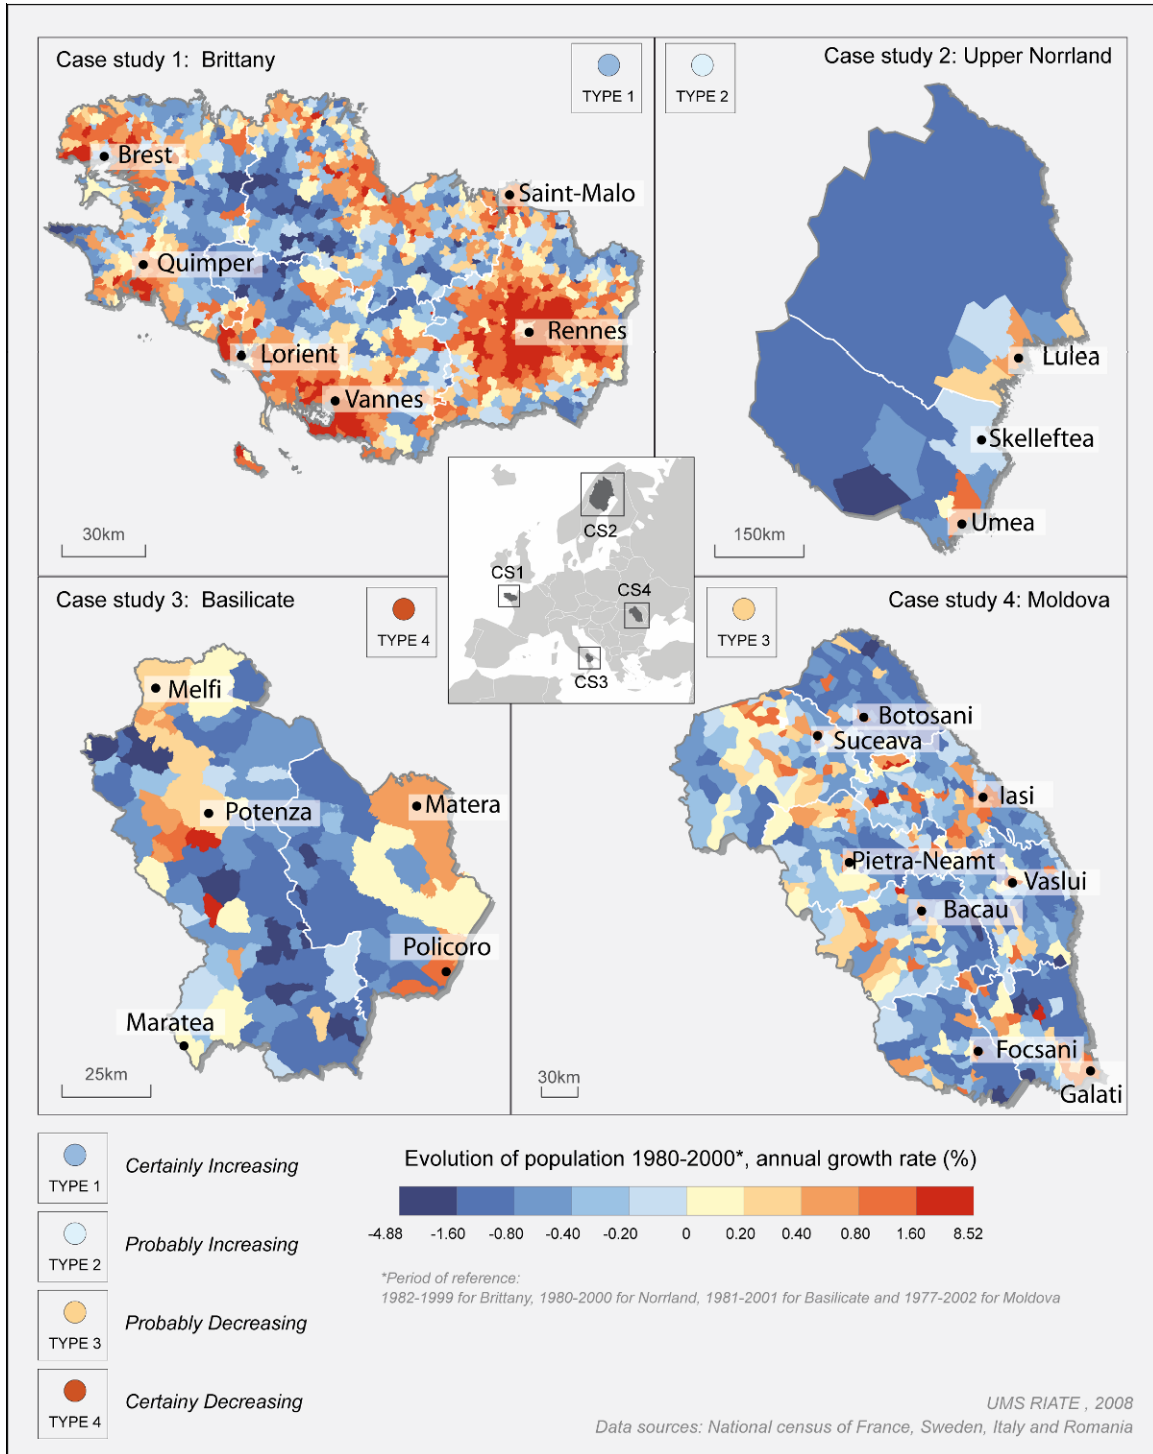 Case study 1: Brittany
TYPE 1
TYPE 2
Case study 2: Upper Norrland
Brest
Saint-Malo
Quimper
Rennes
Lorient
Vannes
30km
Lulea
Skelleftea
Umea
150km
CS2
CS1
CS4
CS3
Case study 3: Basilicate
TYPE 4
TYPE 3
Case study 4: Moldova
Melfi
Potenza
Matera
Policoro
Maratea
25km
Botosani
Suceava
Iasi
Pietra-Neamt
Vaslui
Bacau
Focsani
Galati
30km
TYPE 1
Certainly Increasing
TYPE 2
Probably Increasing
TYPE 3
Probably Decreasing
TYPE 4
Certainy Decreasing
Evolution of population 1980-2000*, annual growth rate (%)
-4.88 -1.60 -0.80 -0.40 -0.20 0 0.20 0.40 0.80 1.60 8.52
*Period of reference:
1982-1999 for Brittany, 1980-2000 for Norrland, 1981-2001 for Basilicate and 1977-2002 for Moldova
UMS RIATE , 2008
Data sources: National census of France, Sweden, Italy and Romania